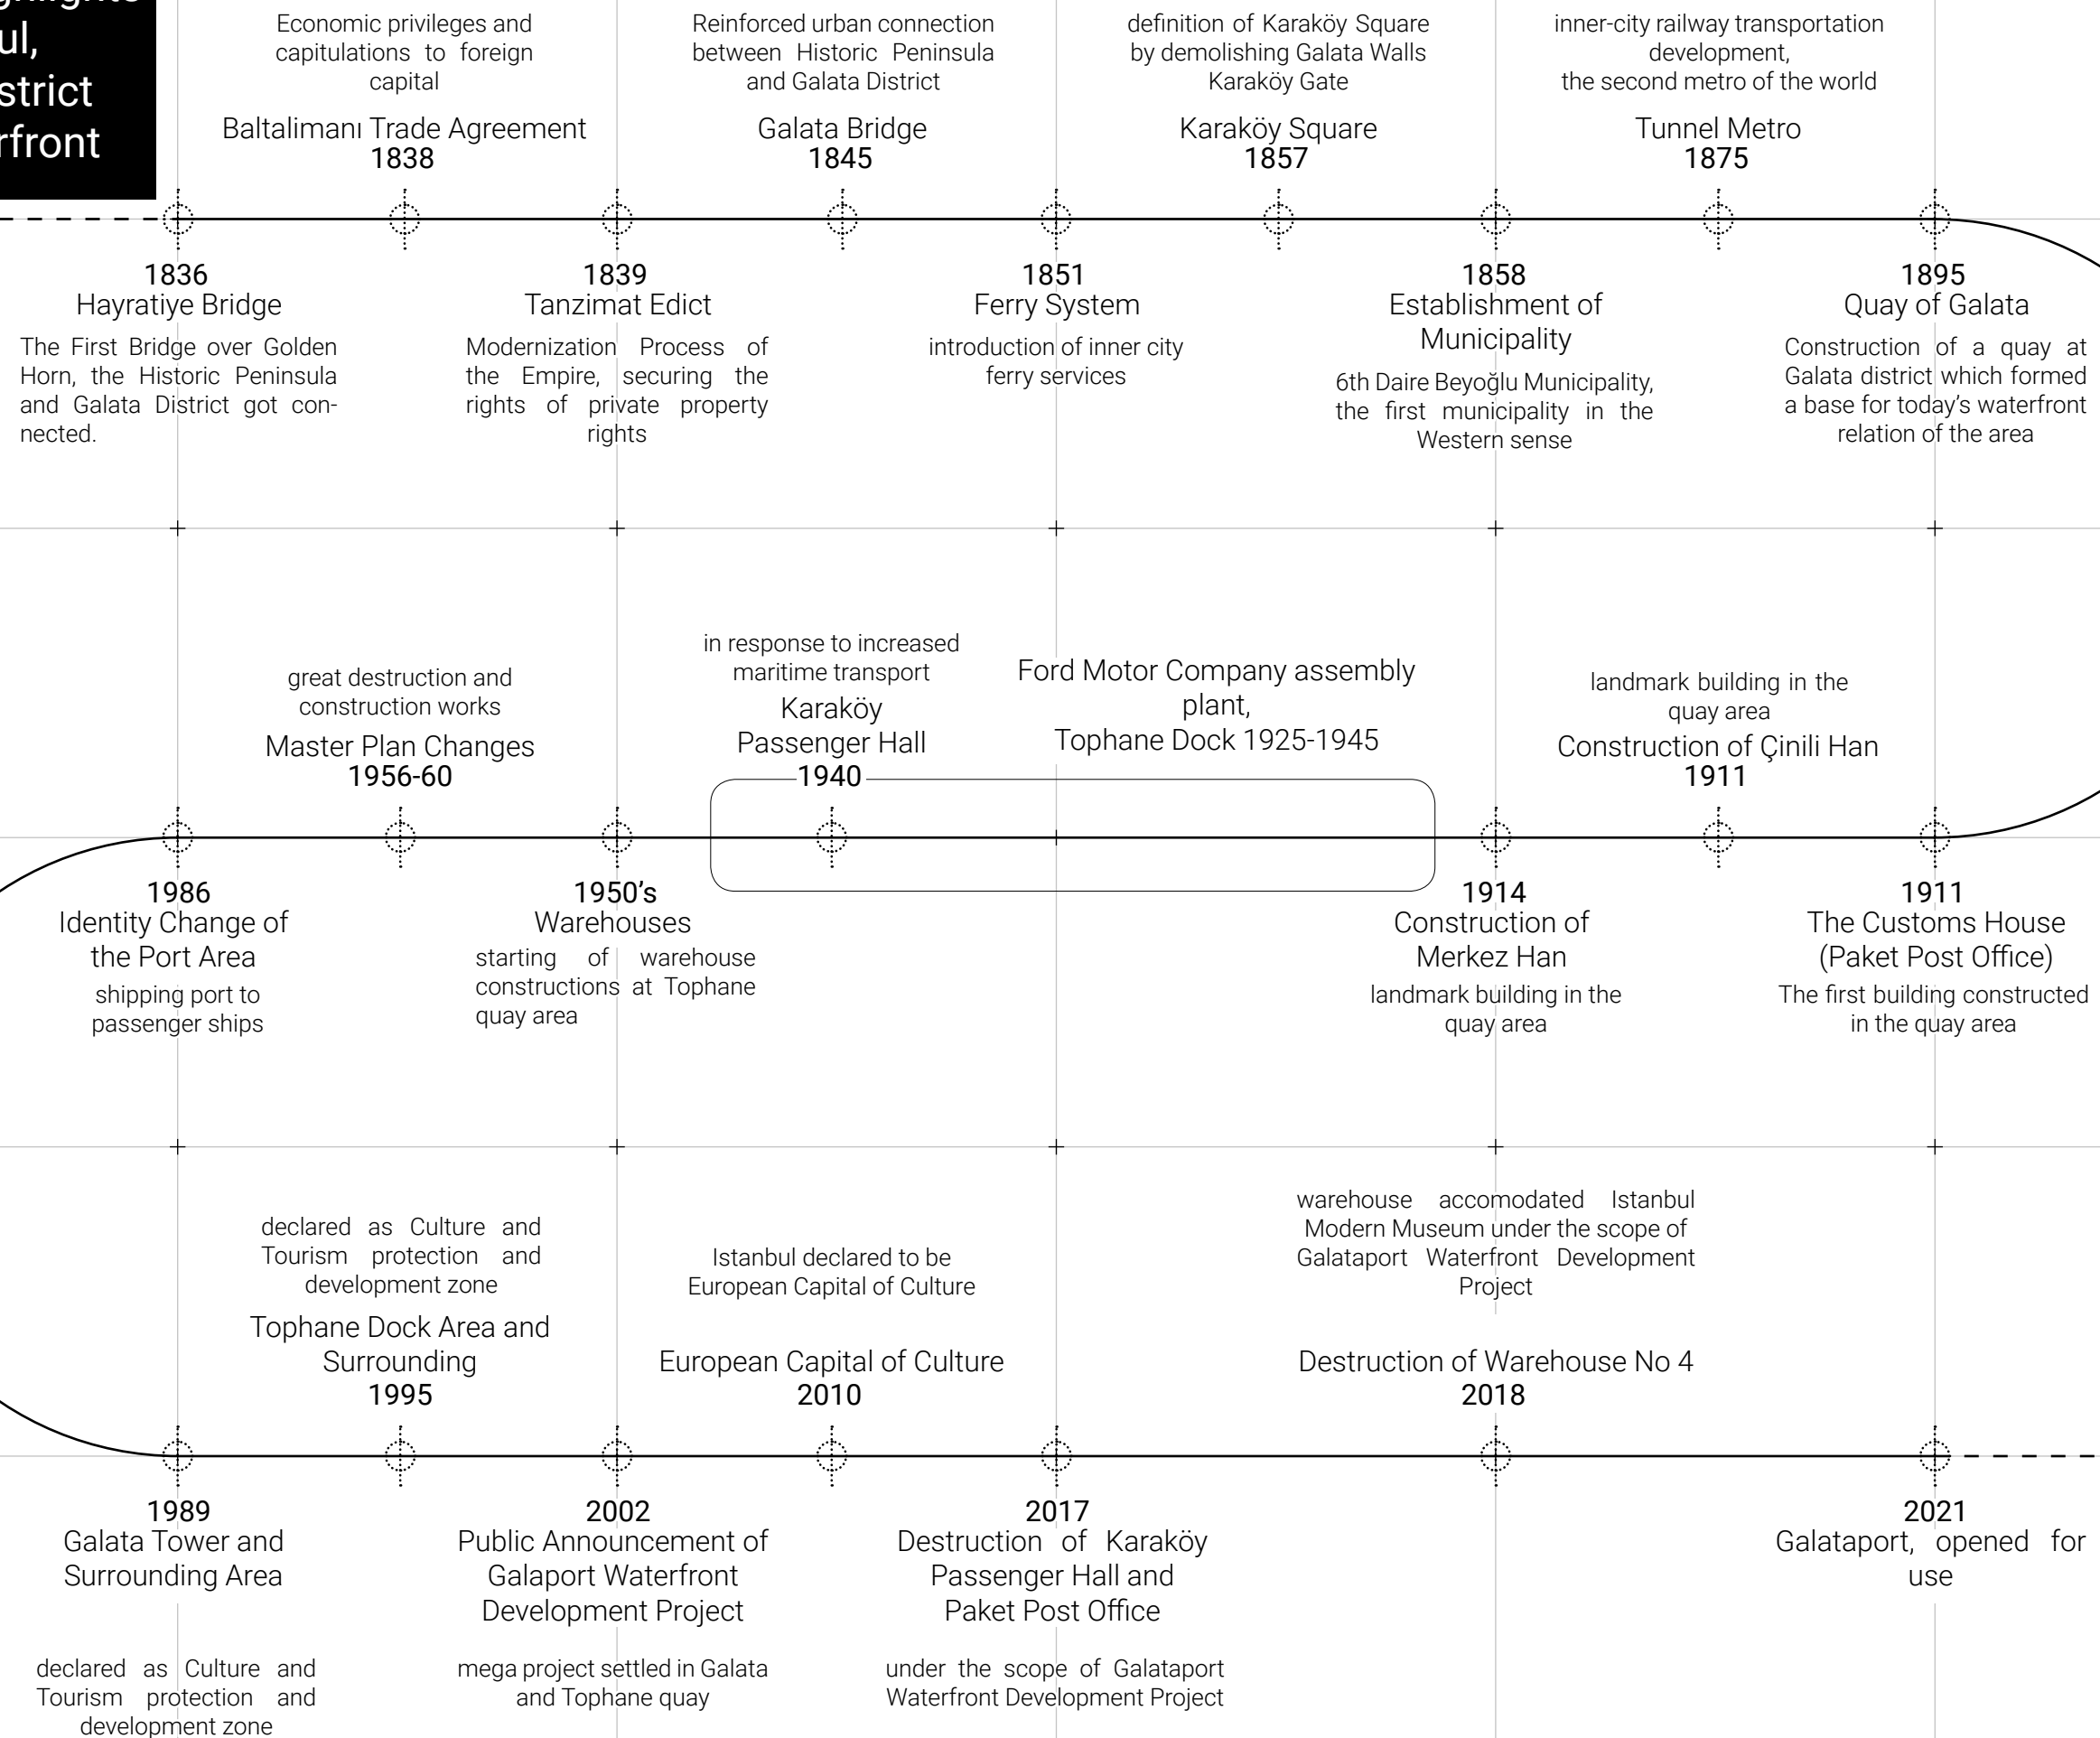 ul,
strict
rfront
Economic privileges and
capitulations to foreign
capital
Baltalimanı Trade Agreement
1838
Reinforced urban connection
between Historic Peninsula
and Galata District
Galata Bridge
1845
definition of Karaköy Square
by demolishing Galata Walls
Karaköy Gate
Karaköy Square
1857
inner-city railway transportation
development,
the second metro of the world
Tunnel Metro
1875
1836
Hayratiye Bridge
The First Bridge over Golden
Horn, the Historic Peninsula
and Galata District got con-
nected.
1839
Tanzimat Edict
Modernization Process of
the Empire, securing the
rights of private property
rights
1851
Ferry System
introduction of inner city
ferry services
1858
Establishment of
Municipality
6th Daire Beyoğlu Municipality,
the first municipality in the
Western sense
1895
Quay of Galata
Construction of a quay at
Galata district which formed
a base for today's waterfront
relation of the area
great destruction and
construction works
Master Plan Changes
1956-60
in response to increased
maritime transport
Karaköy
Passenger Hall
1940
Ford Motor Company assembly
plant,
Tophane Dock 1925-1945
landmark building in the
quay area
Construction of Çinili Han
1911
1986
Identity Change of
the Port Area
shipping port to
passenger ships
1950's
Warehouses
starting of warehouse
constructions at Tophane
quay area
1914
Construction of
Merkez Han
landmark building in the
quay area
1911
The Customs House
(Paket Post Office)
The first building constructed
in the quay area
declared as Culture and
Tourism protection and
development zone
Tophane Dock Area and
Surrounding
1995
Istanbul declared to be
European Capital of Culture
European Capital of Culture
2010
warehouse accomodated Istanbul
Modern Museum under the scope of
Galataport Waterfront Development
Project
Destruction of Warehouse No 4
2018
1989
Galata Tower and
Surrounding Area
declared as Culture and
Tourism protection and
development zone
2002
Public Announcement of
Galaport Waterfront
Development Project
mega project settled in Galata
and Tophane quay
2017
Destruction of Karaköy
Passenger Hall and
Paket Post Office
under the scope of Galataport
Waterfront Development Project
2021
Galataport, opened for
use